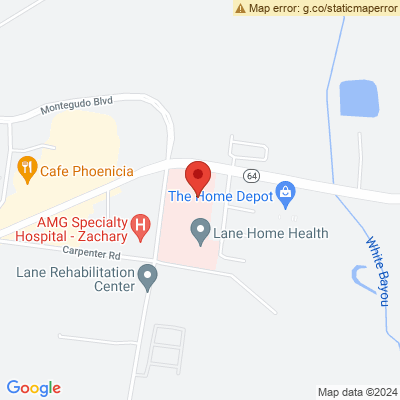 Map error: g.co/staticmaperror
Montegudo Blvd
Cafe Phoenicia
64
The Home Depot
AMG Specialty
Hospital - Zachary
Lane Home Health
Carpenter Rd
White Bayou
Lane Rehabilitation
Center
Google
Map data ©2024